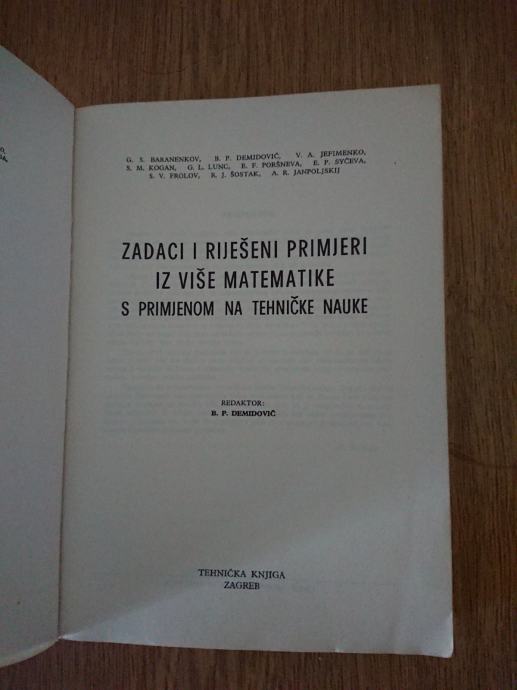 G. S. BARANENKOV, B. P. DEMIDOVIČ, V. A. JEFIMENKO,
S. M. KOGAN, G. L. LUNC, E. F. PORŠNEVA, E. P. SYČEVA,
S. V. FROLOV, R. J. ŠOSTAK, A. R. JANPOLJSKIJ
ZADACI I RIJEŠENI PRIMJERI
IZ VIŠE MATEMATIKE
S PRIMJENOM NA TEHNIČKE NAUKE
REDAKTOR:
B. P. DEMIDOVIČ
TEHNIČKA KNJIGA
ZAGREB